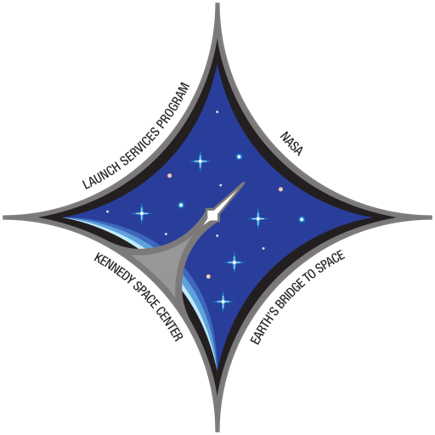 LAUNCH SERVICES PROGRAM
NASA
KENNEDY SPACE CENTER
EARTH'S BRIDGE TO SPACE